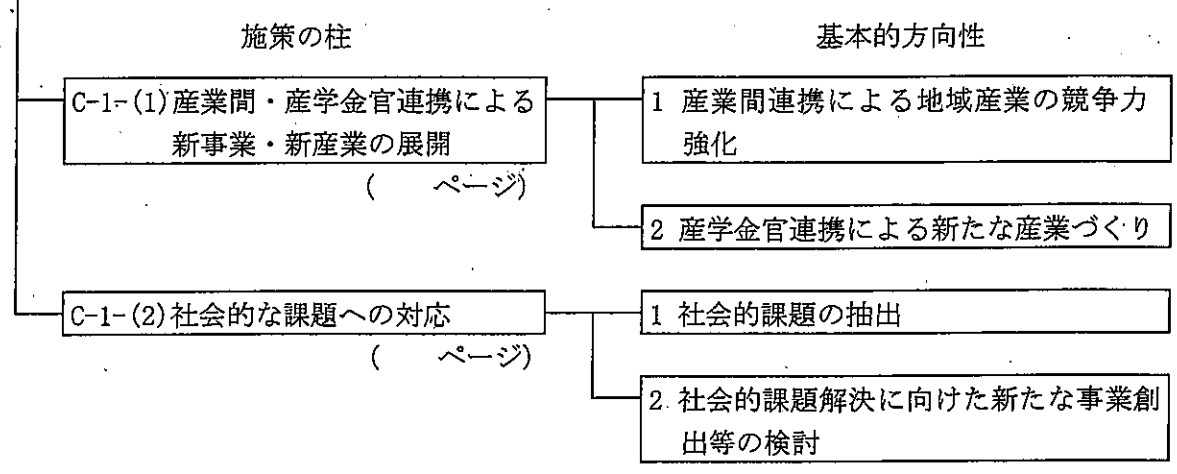 施策の柱
基本的方向性
C-1-(1)産業間・産学金官連携による
新事業・新産業の展開
(　　ページ)
1 産業間連携による地域産業の競争力
強化
2 産学金官連携による新たな産業づくり
C-1-(2)社会的な課題への対応
(　　ページ)
1 社会的課題の抽出
2 社会的課題解決に向けた新たな事業創
出等の検討